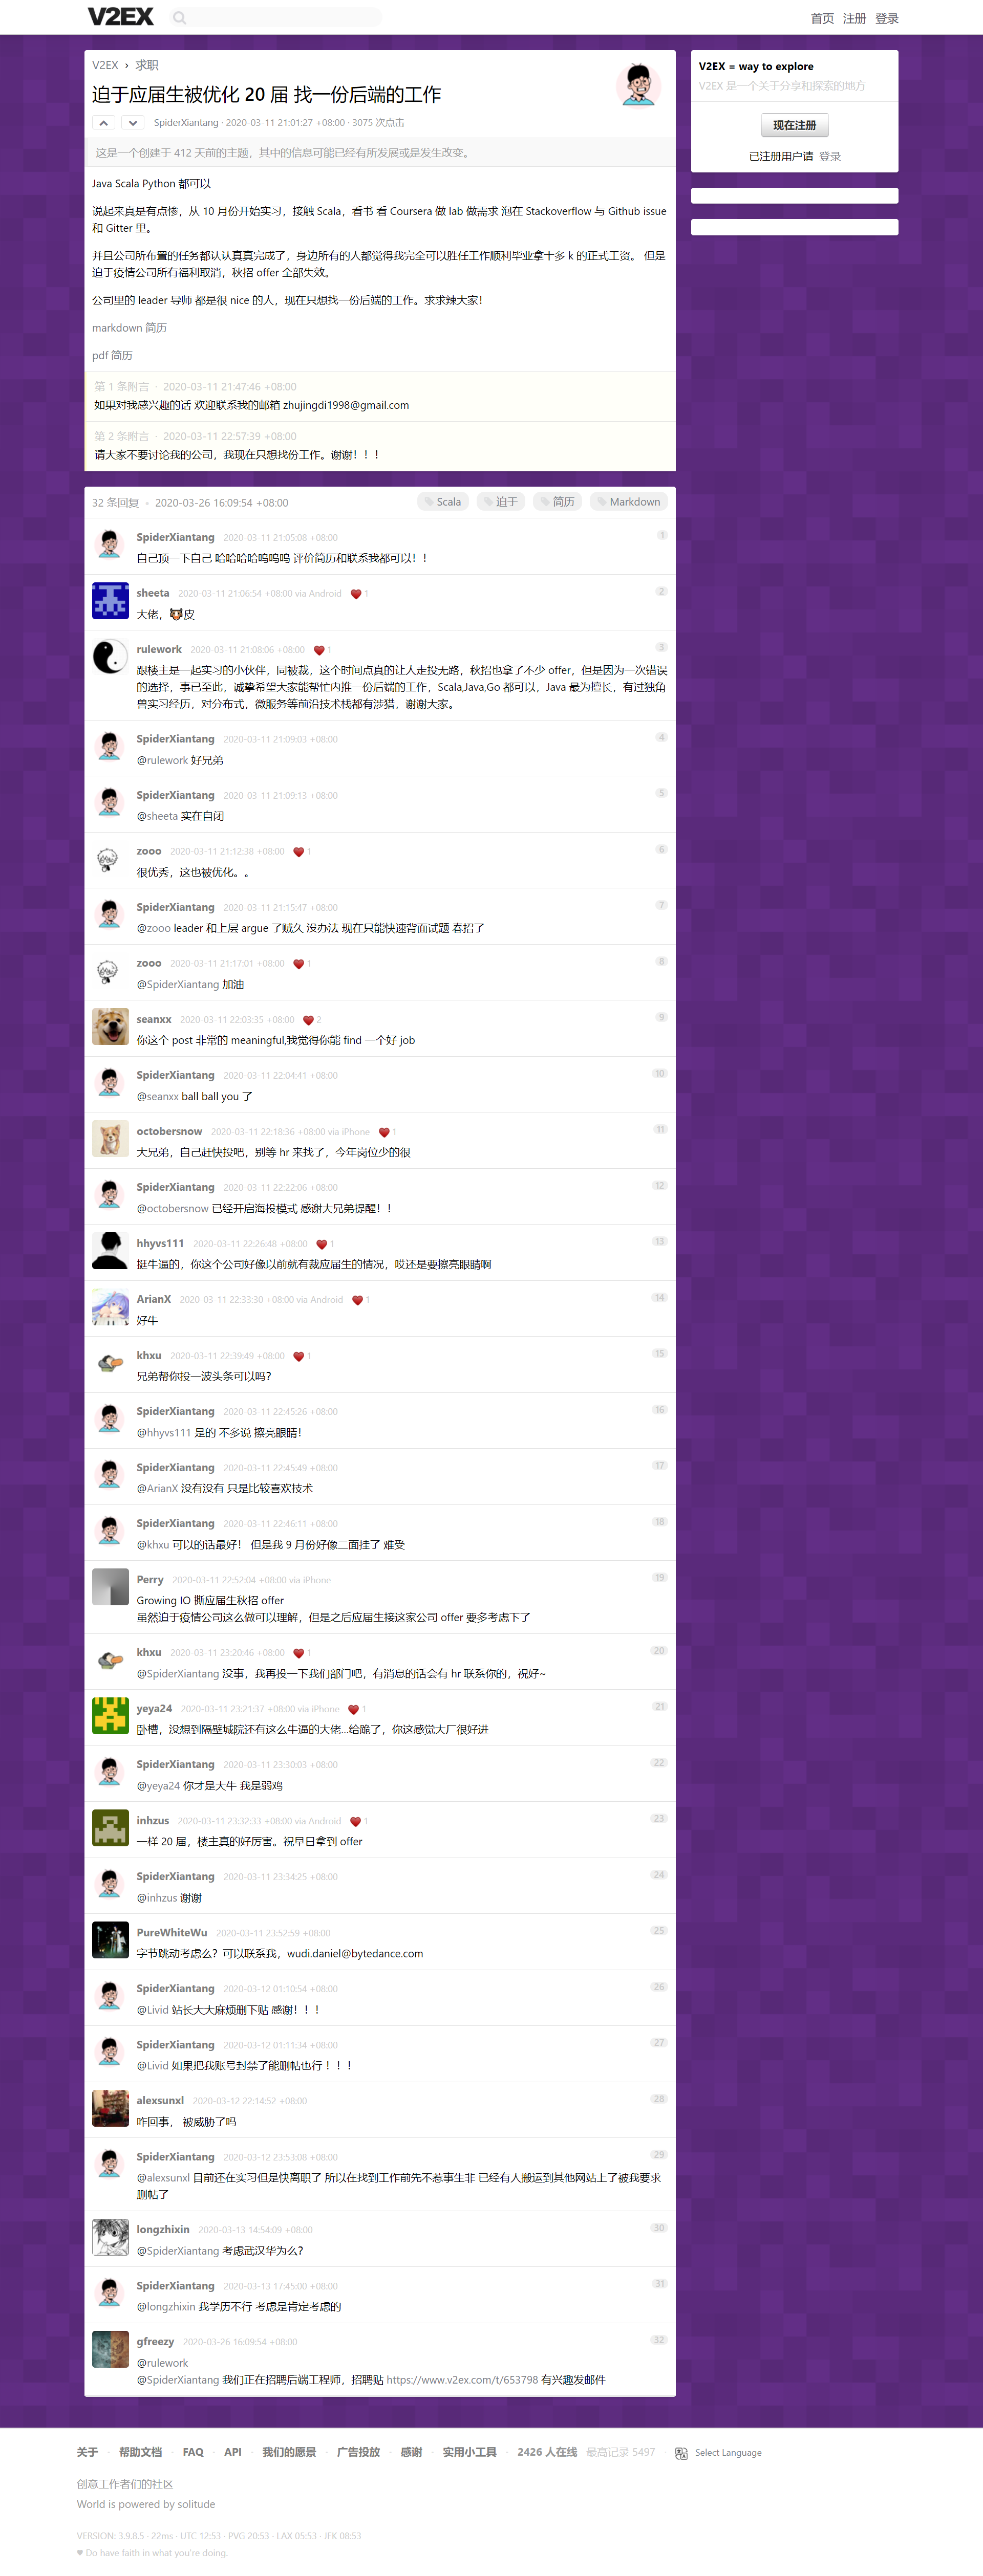 V2EX
首页 注册 登录
V2EX › 求职
迫于应届生被优化 20 届 找一份后端的工作
SpiderXiantang · 2020-03-11 21:01:27 +08:00 · 3075 次点击
这是一个创建于 412 天前的主题，其中的信息可能已经有所发展或是发生改变。
Java Scala Python 都可以
说起来真是有点惨，从 10 月份开始实习，接触 Scala，看书 看 Coursera 做 lab 做需求 泡在 Stackoverflow 与 Github issue
和 Gitter 里。
并且公司所布置的任务都认认真真完成了，身边所有的人都觉得我完全可以胜任工作顺利毕业拿十多 k 的正式工资。 但是
迫于疫情公司所有福利取消，秋招 offer 全部失效。
公司里的 leader 导师 都是很 nice 的人，现在只想找一份后端的工作。求求辣大家！
markdown 简历
pdf 简历
第 1 条附言 · 2020-03-11 21:47:46 +08:00
如果对我感兴趣的话 欢迎联系我的邮箱 zhujingdi1998@gmail.com
第 2 条附言 · 2020-03-11 22:57:39 +08:00
请大家不要讨论我的公司，我现在只想找份工作。谢谢！！！
32 条回复 • 2020-03-26 16:09:54 +08:00
Scala 迫于 简历 Markdown
SpiderXiantang 2020-03-11 21:05:08 +08:00 1
自己顶一下自己 哈哈哈哈呜呜呜 评价简历和联系我都可以！！
sheeta 2020-03-11 21:06:54 +08:00 via Android 1 2
大佬，🐯皮
rulework 2020-03-11 21:08:06 +08:00 1 3
跟楼主是一起实习的小伙伴，同被裁，这个时间点真的让人走投无路，秋招也拿了不少 offer，但是因为一次错误
的选择，事已至此，诚挚希望大家能帮忙内推一份后端的工作，Scala,Java,Go 都可以，Java 最为擅长，有过独角
兽实习经历，对分布式，微服务等前沿技术栈都有涉猎，谢谢大家。
SpiderXiantang 2020-03-11 21:09:03 +08:00 4
@rulework 好兄弟
SpiderXiantang 2020-03-11 21:09:13 +08:00 5
@sheeta 实在自闭
zooo 2020-03-11 21:12:38 +08:00 1 6
很优秀，这也被优化。。
SpiderXiantang 2020-03-11 21:15:47 +08:00 7
@zooo leader 和上层 argue 了贼久 没办法 现在只能快速背面试题 春招了
zooo 2020-03-11 21:17:01 +08:00 1 8
@SpiderXiantang 加油
seanxx 2020-03-11 22:03:35 +08:00 2 9
你这个 post 非常的 meaningful,我觉得你能 find 一个好 job
SpiderXiantang 2020-03-11 22:04:41 +08:00 10
@seanxx ball ball you 了
octobersnow 2020-03-11 22:18:36 +08:00 via iPhone 1 11
大兄弟，自己赶快投吧，别等 hr 来找了，今年岗位少的很
SpiderXiantang 2020-03-11 22:22:06 +08:00 12
@octobersnow 已经开启海投模式 感谢大兄弟提醒！！
hhyvs111 2020-03-11 22:26:48 +08:00 1 13
挺牛逼的，你这个公司好像以前就有裁应届生的情况，哎还是要擦亮眼睛啊
ArianX 2020-03-11 22:33:30 +08:00 via Android 1 14
好牛
khxu 2020-03-11 22:39:49 +08:00 1 15
兄弟帮你投一波头条可以吗？
SpiderXiantang 2020-03-11 22:45:26 +08:00 16
@hhyvs111 是的 不多说 擦亮眼睛！
SpiderXiantang 2020-03-11 22:45:49 +08:00 17
@ArianX 没有没有 只是比较喜欢技术
SpiderXiantang 2020-03-11 22:46:11 +08:00 18
@khxu 可以的话最好！ 但是我 9 月份好像二面挂了 难受
Perry 2020-03-11 22:52:04 +08:00 via iPhone 19
Growing IO 撕应届生秋招 offer
虽然迫于疫情公司这么做可以理解，但是之后应届生接这家公司 offer 要多考虑下了
khxu 2020-03-11 23:20:46 +08:00 1 20
@SpiderXiantang 没事，我再投一下我们部门吧，有消息的话会有 hr 联系你的，祝好~
yeya24 2020-03-11 23:21:37 +08:00 via iPhone 1 21
卧槽，没想到隔壁城院还有这么牛逼的大佬...给跪了，你这感觉大厂很好进
SpiderXiantang 2020-03-11 23:30:03 +08:00 22
@yeya24 你才是大牛 我是弱鸡
inhzus 2020-03-11 23:32:33 +08:00 via Android 1 23
一样 20 届，楼主真的好厉害。祝早日拿到 offer
SpiderXiantang 2020-03-11 23:34:25 +08:00 24
@inhzus 谢谢
PureWhiteWu 2020-03-11 23:52:59 +08:00 25
字节跳动考虑么？可以联系我，wudi.daniel@bytedance.com
SpiderXiantang 2020-03-12 01:10:54 +08:00 26
@Livid 站长大大麻烦删下贴 感谢！！！
SpiderXiantang 2020-03-12 01:11:34 +08:00 27
@Livid 如果把我账号封禁了能删帖也行！！！
alexsunxl 2020-03-12 22:14:52 +08:00 28
咋回事， 被威胁了吗
SpiderXiantang 2020-03-12 23:53:08 +08:00 29
@alexsunxl 目前还在实习但是快离职了 所以在找到工作前先不惹事生非 已经有人搬运到其他网站上了被我要求
删帖了
longzhixin 2020-03-13 14:54:09 +08:00 30
@SpiderXiantang 考虑武汉华为么？
SpiderXiantang 2020-03-13 17:45:00 +08:00 31
@longzhixin 我学历不行 考虑是肯定考虑的
gfreezy 2020-03-26 16:09:54 +08:00 32
@rulework
@SpiderXiantang 我们正在招聘后端工程师，招聘贴 https://www.v2ex.com/t/653798 有兴趣发邮件
V2EX = way to explore
V2EX 是一个关于分享和探索的地方
现在注册
已注册用户请 登录
关于 · 帮助文档 · FAQ · API · 我们的愿景 · 广告投放 · 感谢 · 实用小工具 · 2426 人在线 最高记录 5497 · Select Language
创意工作者们的社区
World is powered by solitude
VERSION: 3.9.8.5 · 22ms · UTC 12:53 · PVG 20:53 · LAX 05:53 · JFK 08:53
♥ Do have faith in what you're doing.